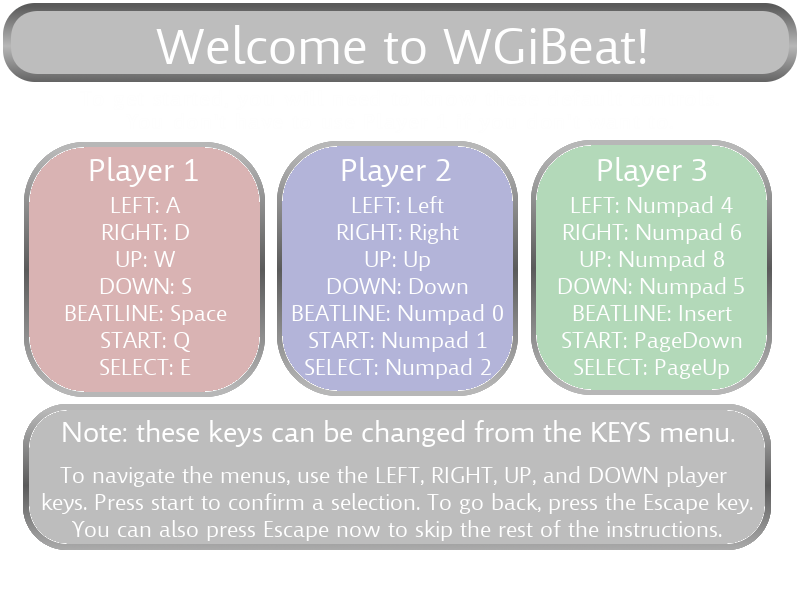 Welcome to WGiBeat!
Player 1
LEFT: A
RIGHT: D
UP: W
DOWN: S
BEATLINE: Space
START: Q
SELECT: E
Player 2
LEFT: Left
RIGHT: Right
UP: Up
DOWN: Down
BEATLINE: Numpad 0
START: Numpad 1
SELECT: Numpad 2
Player 3
LEFT: Numpad 4
RIGHT: Numpad 6
UP: Numpad 8
DOWN: Numpad 5
BEATLINE: Insert
START: PageDown
SELECT: PageUp
Note: these keys can be changed from the KEYS menu.
To navigate the menus, use the LEFT, RIGHT, UP, and DOWN player
keys. Press start to confirm a selection. To go back, press the Escape key.
You can also press Escape now to skip the rest of the instructions.